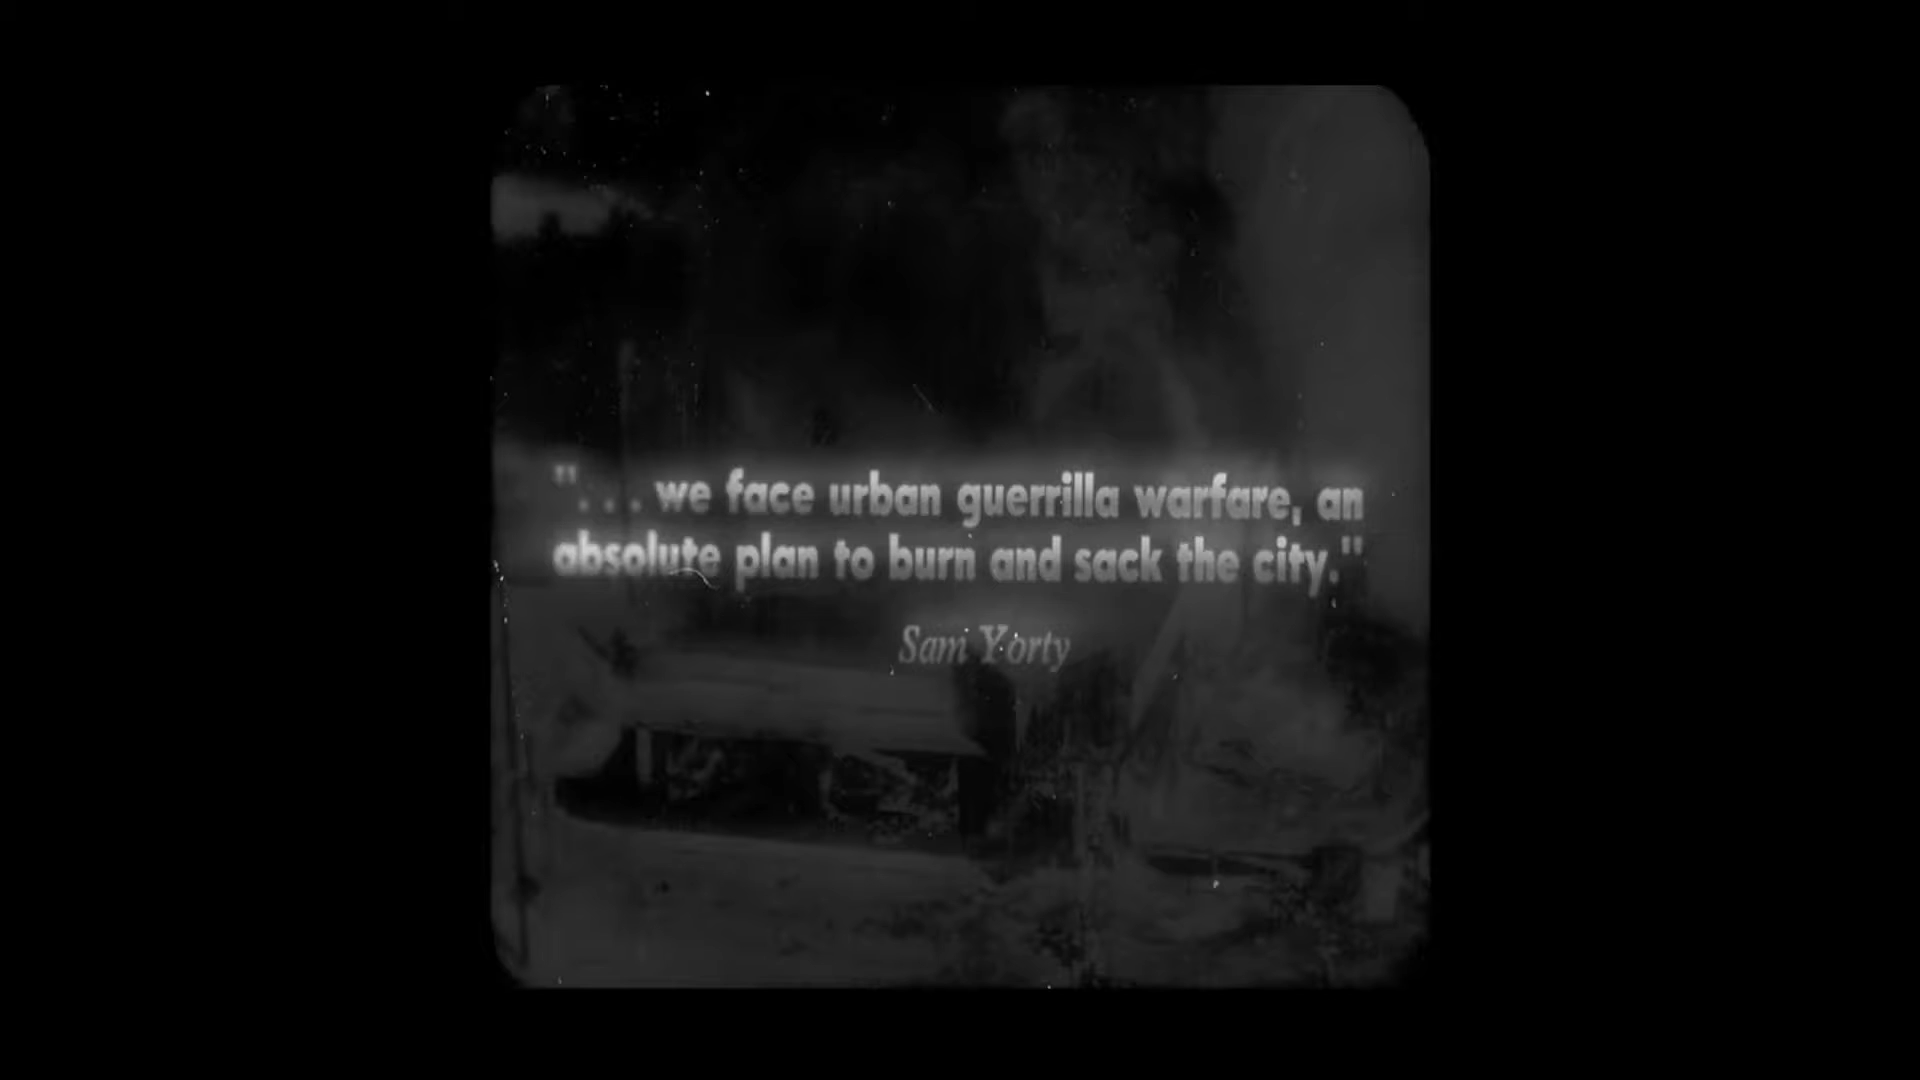 ". . . we face urban guerrilla warfare, an
absolute plan to burn and sack the city."
Sam Yorty